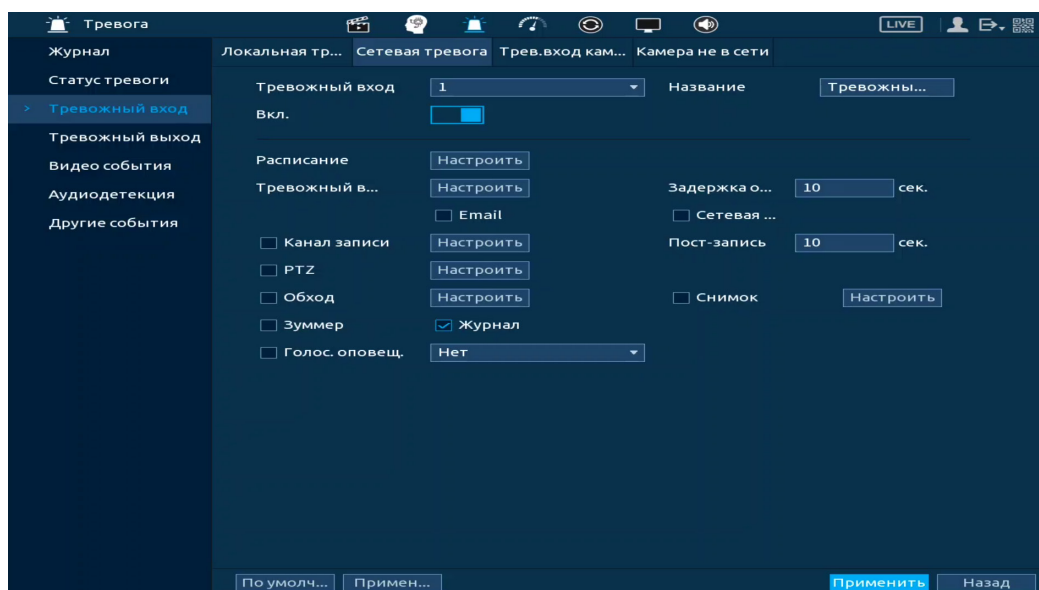 Тревога LIVE
Журнал
Статус тревоги
> Тревожный вход
Тревожный выход
Видео события
Аудиодетекция
Другие события
Локальная тр... Сетевая тревога Трев.вход кам... Камера не в сети
Тревожный вход 1 Название Тревожны...
Вкл.
Расписание Настроить
Тревожный в... Настроить Задержка о... 10 сек.
Email Сетевая ...
Канал записи Настроить Пост-запись 10 сек.
PTZ Настроить
Обход Настроить Снимок Настроить
Зуммер Журнал
Голос. оповещ. Нет
По умолч... Примен... Применить Назад